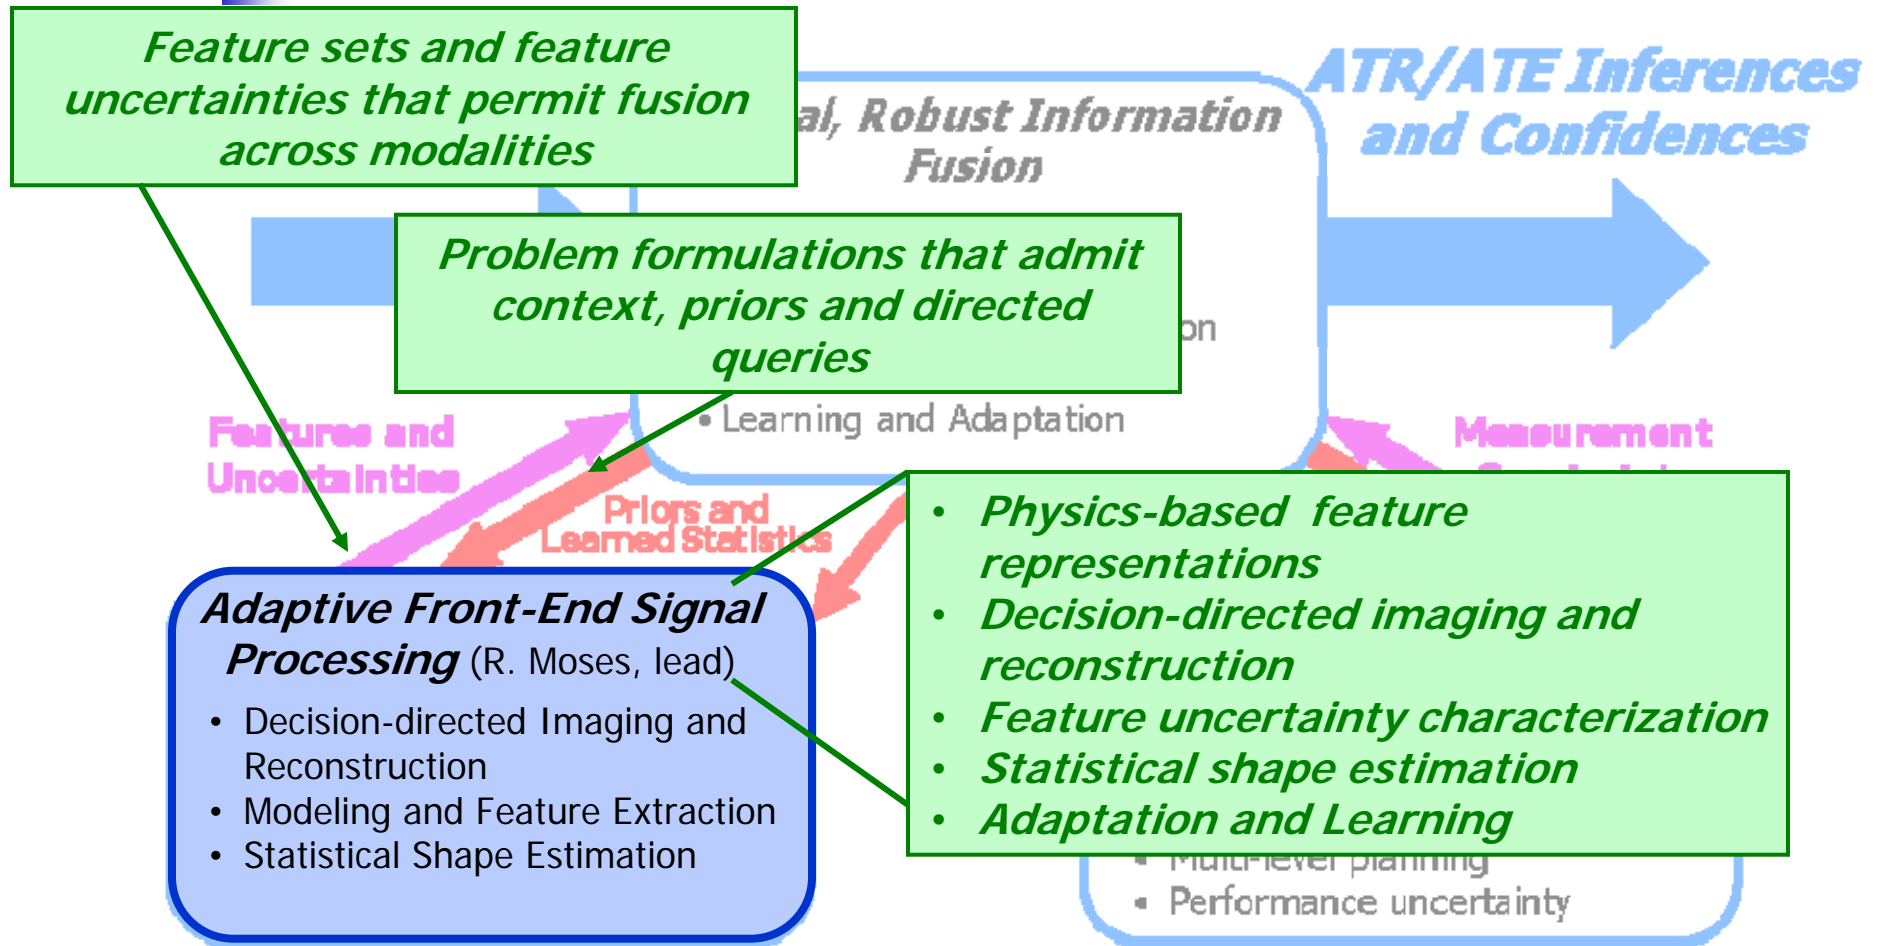 Feature sets and feature
uncertainties that permit fusion
across modalities
ATR/ATE Inferences
and Confidences
al, Robust Information
Fusion
Problem formulations that admit
context, priors and directed
queries
on
• Learning and Adaptation
Features and
Uncertainties
Measurement
Priors and
Learned Statistics
• Physics-based feature
representations
• Decision-directed imaging and
reconstruction
• Feature uncertainty characterization
• Statistical shape estimation
• Adaptation and Learning
Adaptive Front-End Signal
Processing (R. Moses, lead)
• Decision-directed Imaging and
Reconstruction
• Modeling and Feature Extraction
• Statistical Shape Estimation
• Multi-level planning
• Performance uncertainty